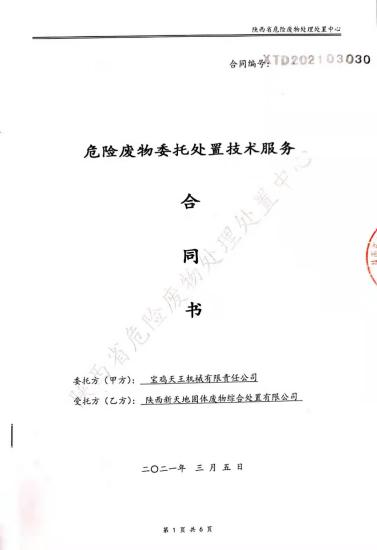 陕西省危险废物处理处置中心
合同编号:XTD202103030
危险废物委托处置技术服务
合
同
书
陕西省危险废物处理处置中心
委托方（甲方）：宝鸡天王机械有限责任公司
受托方（乙方）：陕西新天地固体废物综合处置有限公司
二〇二一年 三 月 五 日
第 1 页 共 6 页